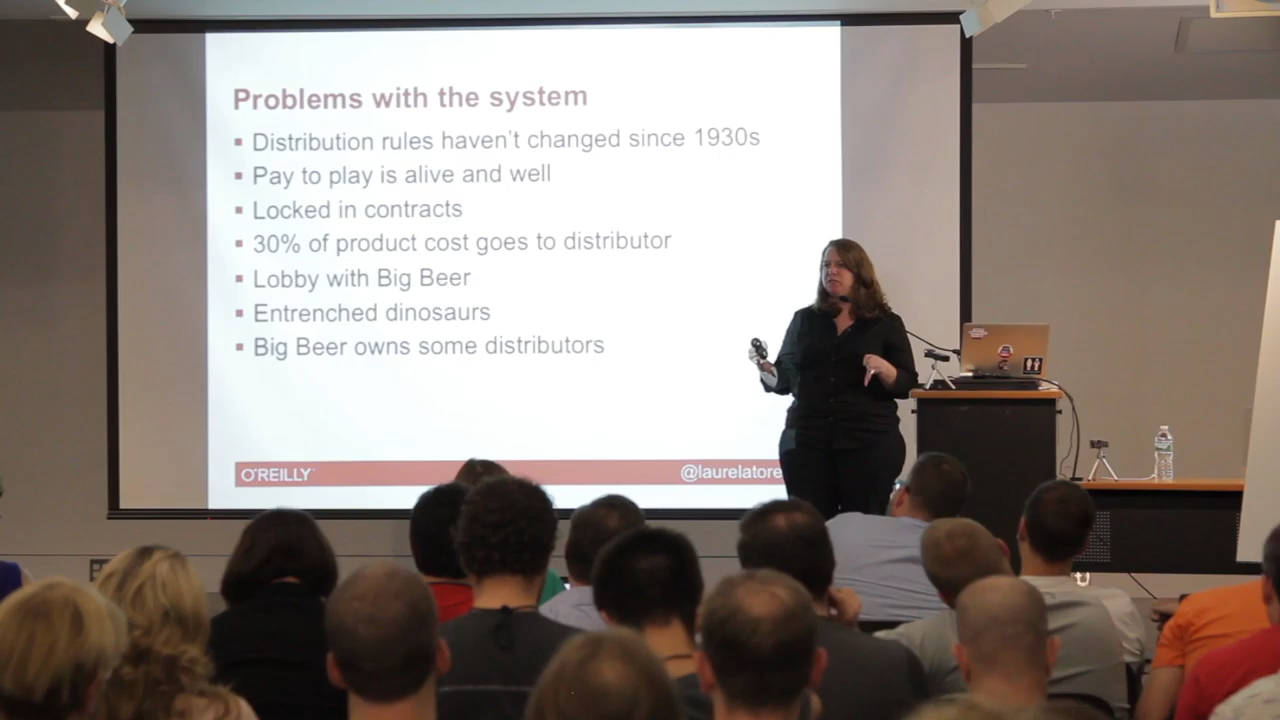 Problems with the system
Distribution rules haven't changed since 1930s
Pay to play is alive and well
Locked in contracts
30% of product cost goes to distributor
Lobby with Big Beer
Entrenched dinosaurs
Big Beer owns some distributors
O'REILLY
@laurelatore